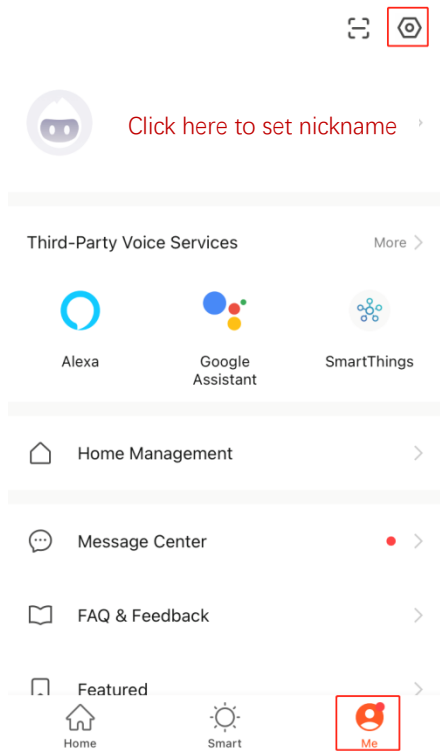 Click here to set nickname
Third-Party Voice Services
More
Alexa
Google
Assistant
SmartThings
Home Management
Message Center
FAQ & Feedback
Featured
Home
Smart
Me